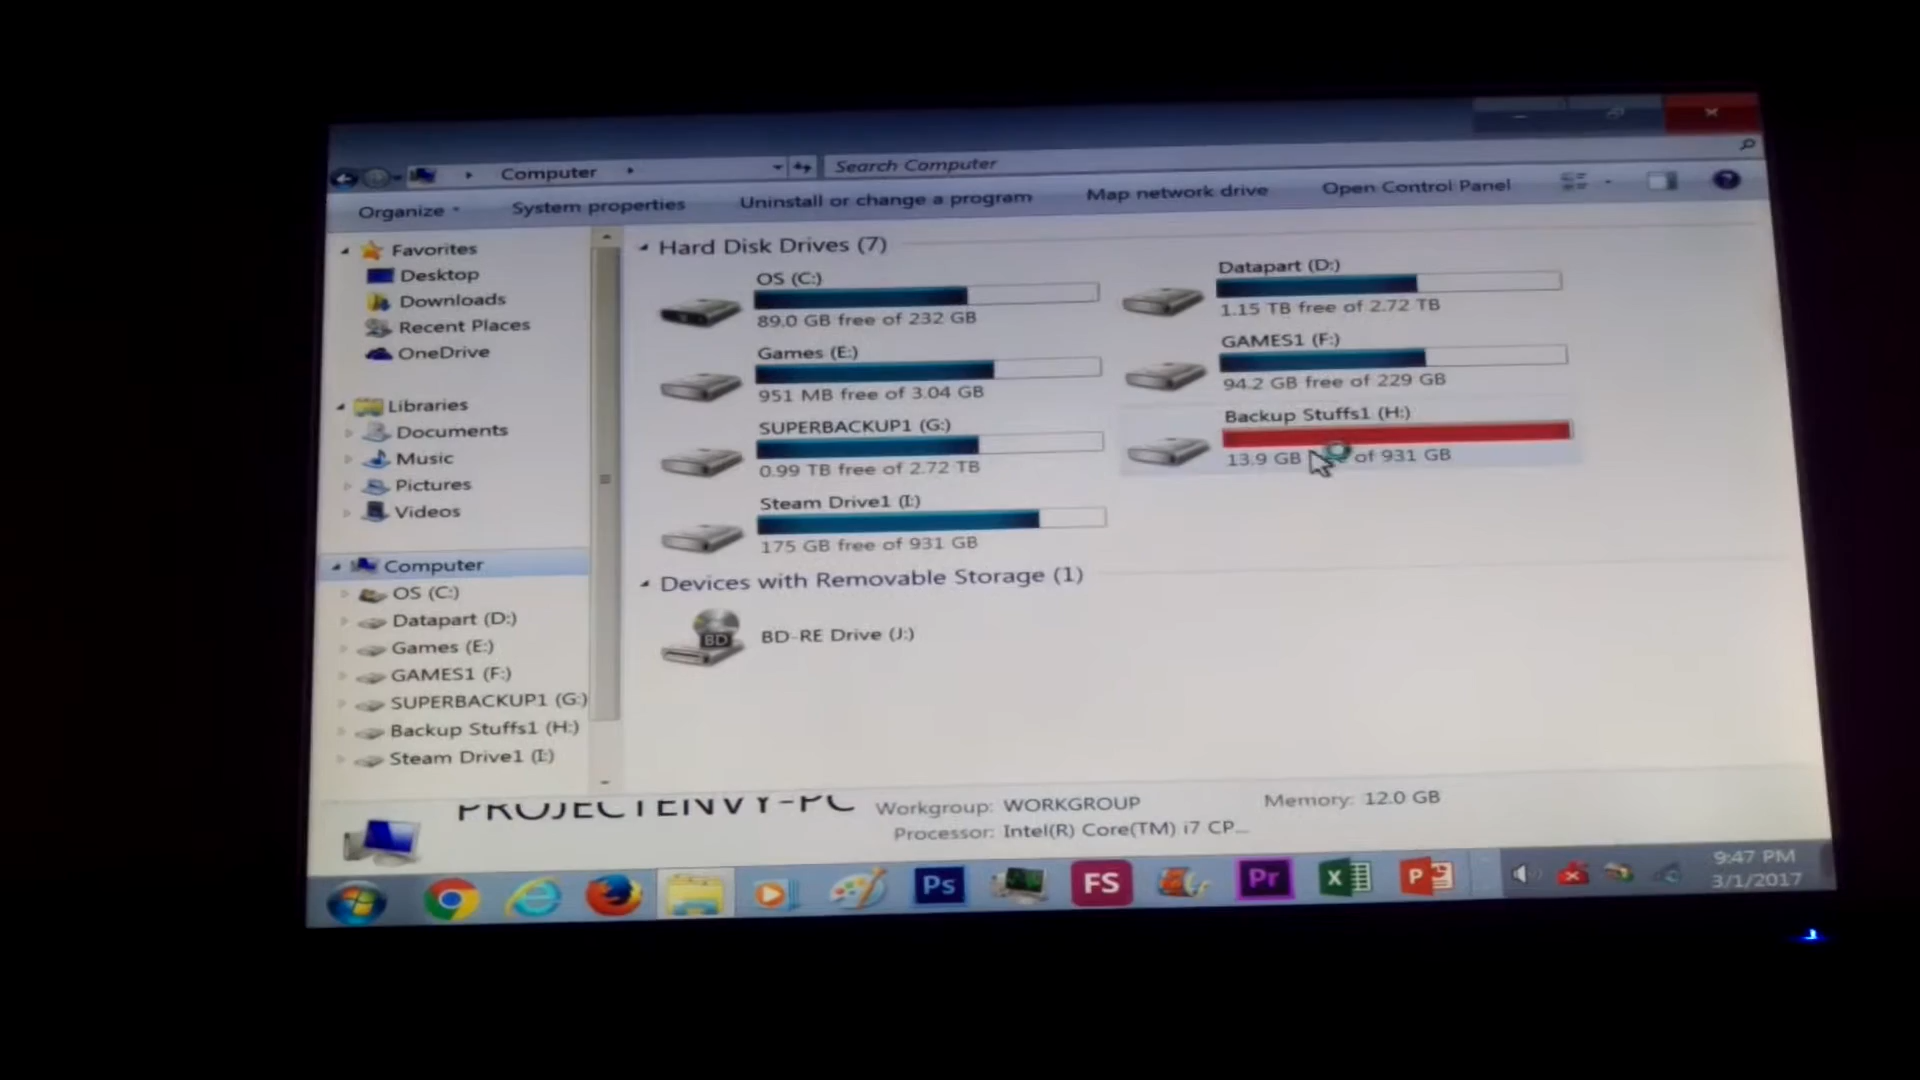 Computer
Search Computer
Organize
System properties
Uninstall or change a program
Map network drive
Open Control Panel
Favorites
Desktop
Downloads
Recent Places
OneDrive
Libraries
Documents
Music
Pictures
Videos
Computer
OS (C:)
Datapart (D:)
Games (E:)
GAMES1 (F:)
SUPERBACKUP1 (G:)
Backup Stuffs1 (H:)
Steam Drive1 (I:)
Hard Disk Drives (7)
OS (C:)
89.0 GB free of 232 GB
Datapart (D:)
1.15 TB free of 2.72 TB
Games (E:)
951 MB free of 3.04 GB
GAMES1 (F:)
94.2 GB free of 229 GB
SUPERBACKUP1 (G:)
0.99 TB free of 2.72 TB
Backup Stuffs1 (H:)
13.9 GB of 931 GB
Steam Drive1 (I:)
175 GB free of 931 GB
Devices with Removable Storage (1)
BD
BD-RE Drive (J:)
PROJECTENVY-PC
Workgroup: WORKGROUP
Memory: 12.0 GB
Processor: Intel(R) Core(TM) i7 CP...
Ps
FS
Pr
X
P
9:47 PM
3/1/2017